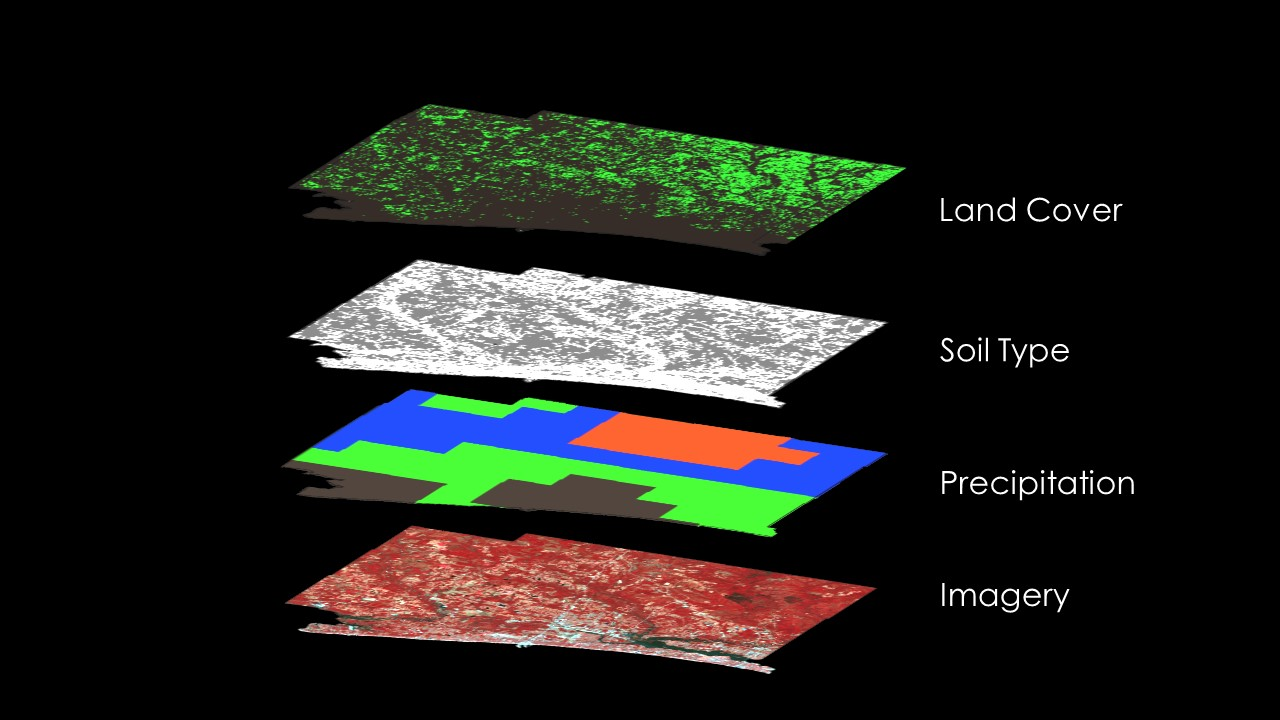 Land Cover
Soil Type
Precipitation
Imagery